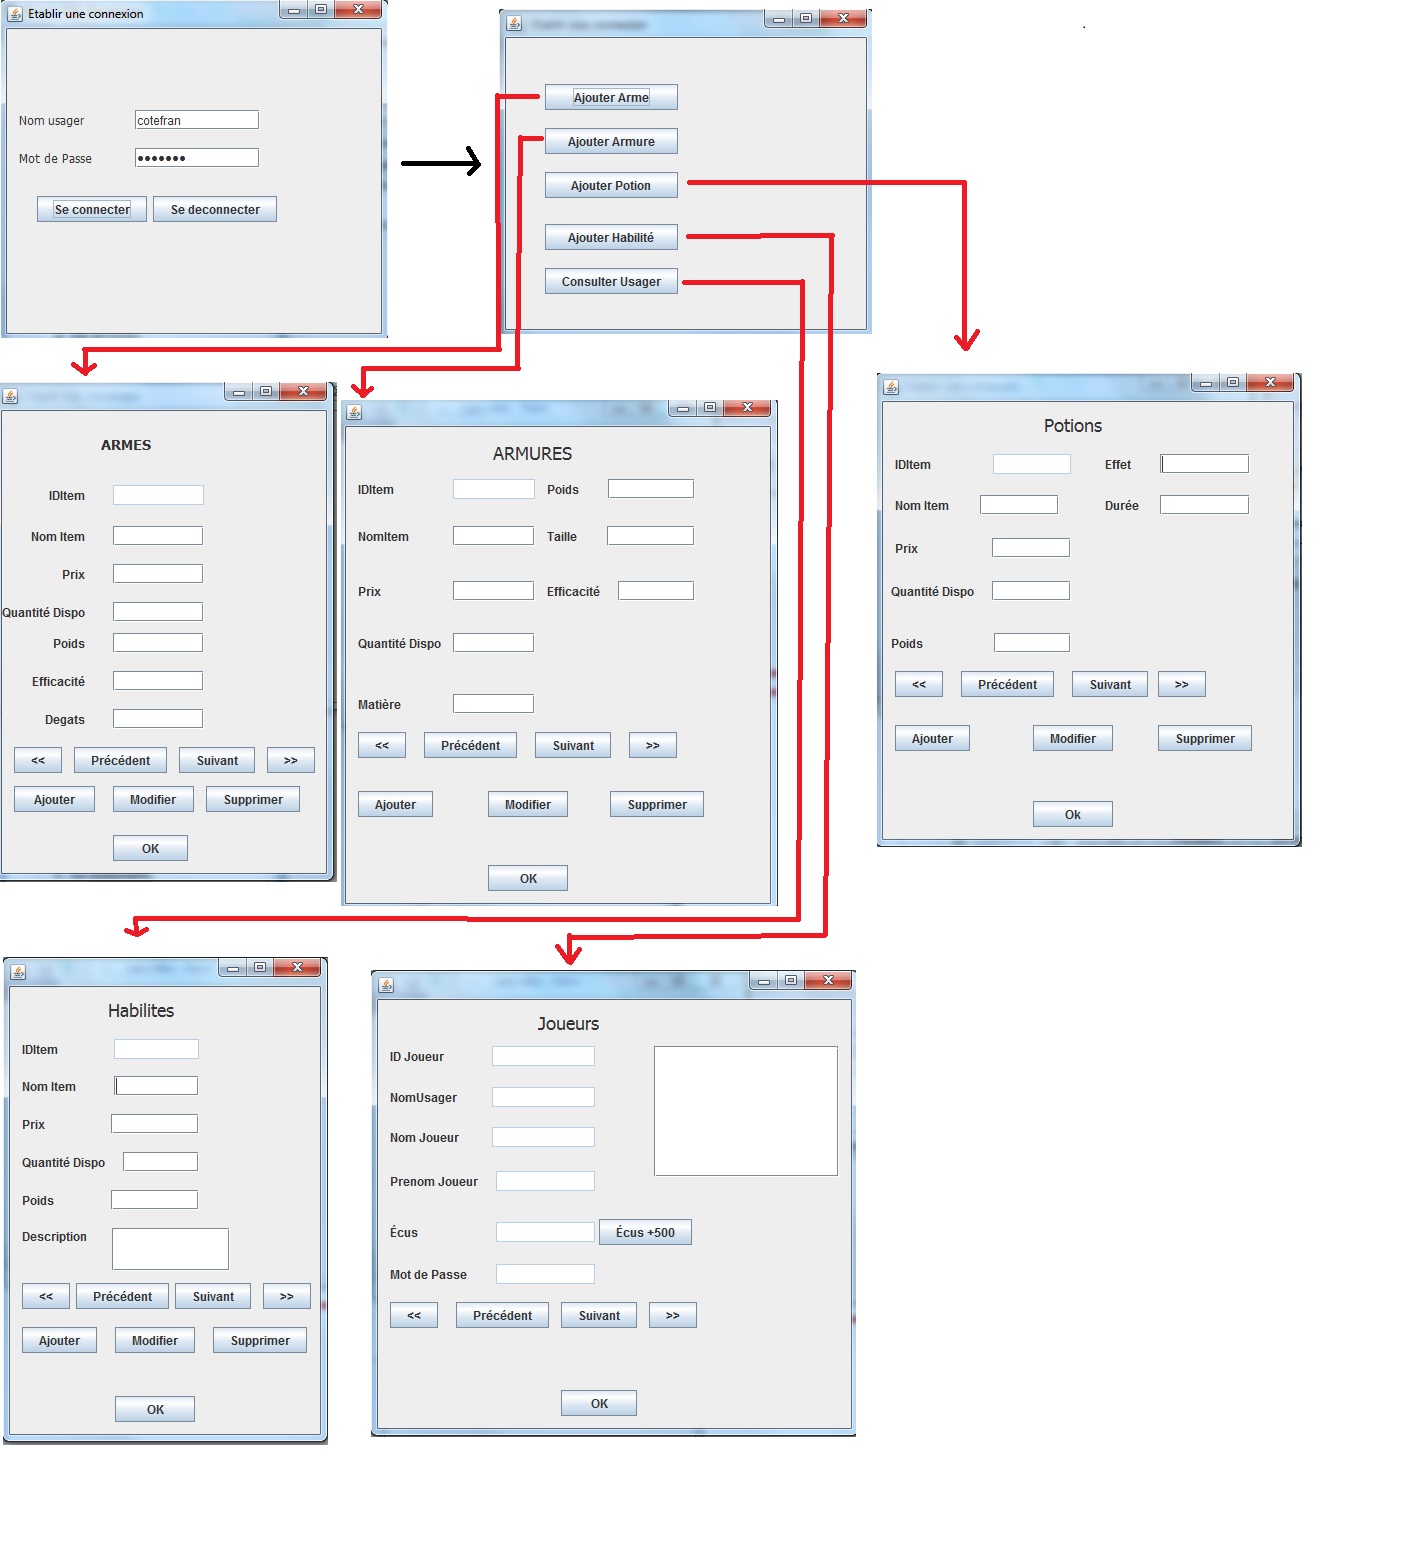 Etablir une connexion
Nom usager cotefran
Mot de Passe •••••••
Se connecter Se deconnecter
Ajouter Arme
Ajouter Armure
Ajouter Potion
Ajouter Habilité
Consulter Usager
ARMES
IDItem
Nom Item
Prix
Quantité Dispo
Poids
Efficacité
Degats
<< Précédent Suivant >>
Ajouter Modifier Supprimer
OK
ARMURES
IDItem Poids
NomItem Taille
Prix Efficacité
Quantité Dispo
Matière
<< Précédent Suivant >>
Ajouter Modifier Supprimer
OK
Potions
IDItem Effet
Nom Item Durée
Prix
Quantité Dispo
Poids
<< Précédent Suivant >>
Ajouter Modifier Supprimer
Ok
Habilites
IDItem
Nom Item
Prix
Quantité Dispo
Poids
Description
<< Précédent Suivant >>
Ajouter Modifier Supprimer
OK
Joueurs
ID Joueur
NomUsager
Nom Joueur
Prenom Joueur
Écus Écus +500
Mot de Passe
<< Précédent Suivant >>
OK